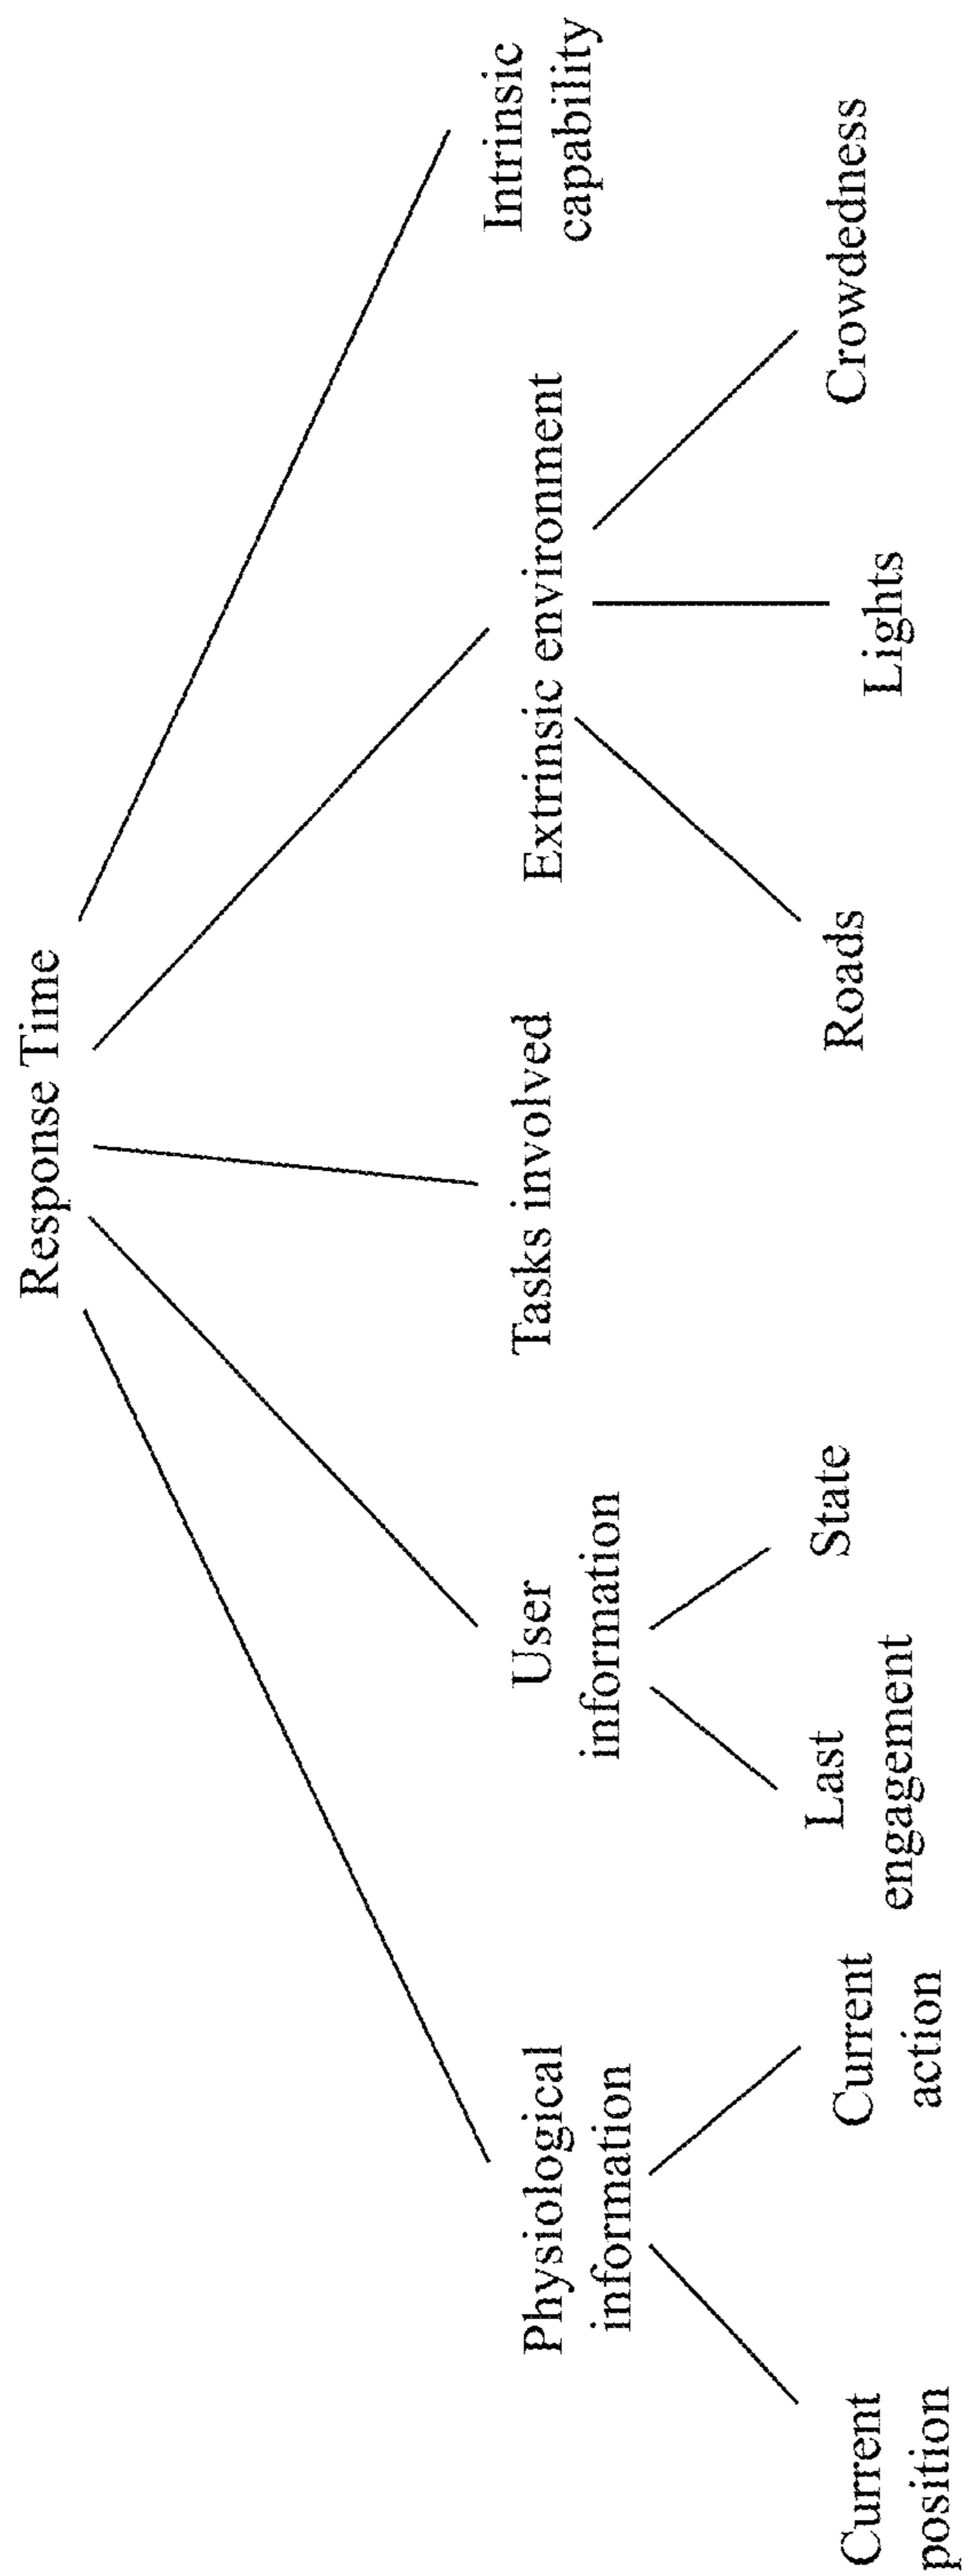 Response Time
Physiological
information
User
information
Tasks involved
Extrinsic environment
Intrinsic
capability
Current
position
Current
action
Last
engagement
State
Roads
Lights
Crowdedness